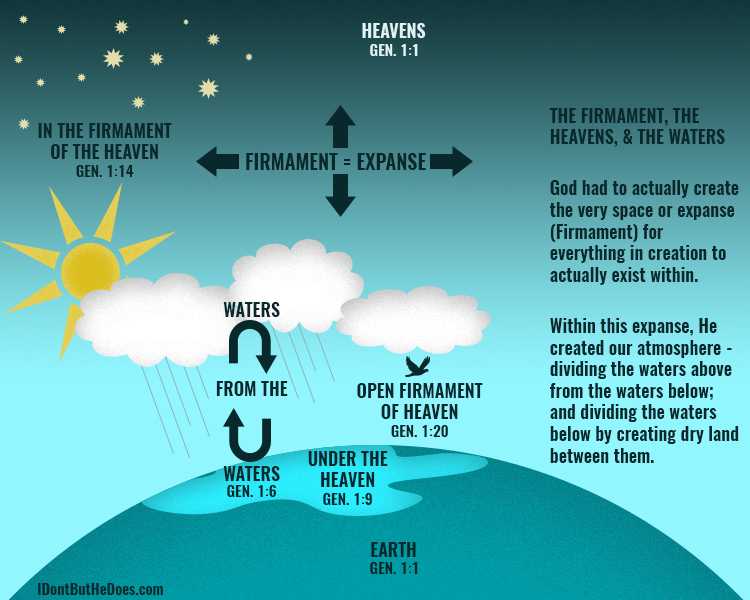 HEAVENS
GEN. 1:1
IN THE FIRMAMENT
OF THE HEAVEN
GEN. 1:14
FIRMAMENT = EXPANSE
THE FIRMAMENT, THE
HEAVENS, & THE WATERS
God had to actually create
the very space or expanse
(Firmament) for
everything in creation to
actually exist within.
Within this expanse, He
created our atmosphere -
dividing the waters above
from the waters below;
and dividing the waters
below by creating dry land
between them.
WATERS
FROM THE
WATERS
GEN. 1:6
OPEN FIRMAMENT
OF HEAVEN
GEN. 1:20
UNDER THE
HEAVEN
GEN. 1:9
EARTH
GEN. 1:1
IDontButHeDoes.com